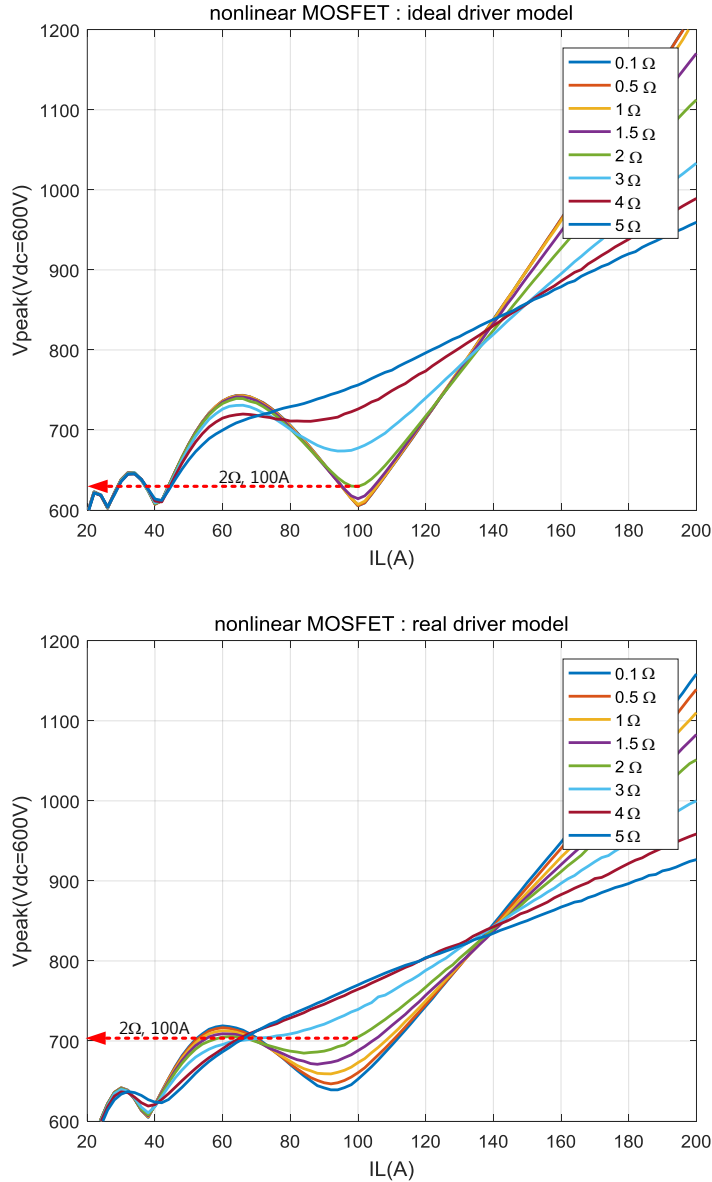 nonlinear MOSFET : ideal driver model
1200
1100
1000
900
800
700
600
Vpeak(Vdc=600V)
0.1 Ω
0.5 Ω
1 Ω
1.5 Ω
2 Ω
3 Ω
4 Ω
5 Ω
2Ω, 100A
20 40 60 80 100 120 140 160 180 200
IL(A)
nonlinear MOSFET : real driver model
1200
1100
1000
900
800
700
600
Vpeak(Vdc=600V)
0.1 Ω
0.5 Ω
1 Ω
1.5 Ω
2 Ω
3 Ω
4 Ω
5 Ω
2Ω, 100A
20 40 60 80 100 120 140 160 180 200
IL(A)